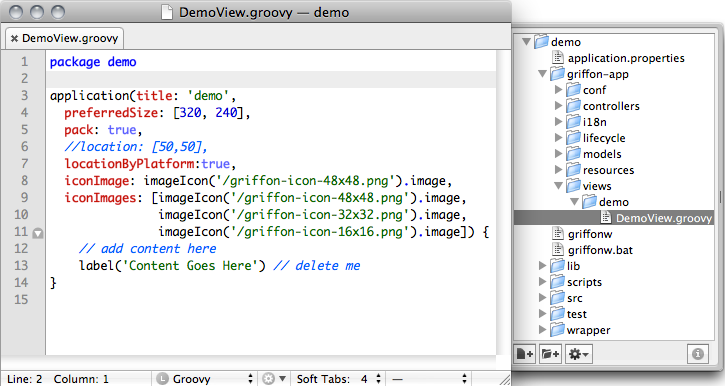 DemoView.groovy — demo
DemoView.groovy
1 package demo
2
3 application(title: 'demo',
4   preferredSize: [320, 240],
5   pack: true,
6   //location: [50,50],
7   locationByPlatform:true,
8   iconImage: imageIcon('/griffon-icon-48x48.png').image,
9   iconImages: [imageIcon('/griffon-icon-48x48.png').image,
10                imageIcon('/griffon-icon-32x32.png').image,
11                imageIcon('/griffon-icon-16x16.png').image]) {
12     // add content here
13     label('Content Goes Here') // delete me
14 }
15
Line: 2 Column: 1 L Groovy Soft Tabs: 4 —
demo
application.properties
griffon-app
conf
controllers
i18n
lifecycle
models
resources
views
demo
DemoView.groovy
griffonw
griffonw.bat
lib
scripts
src
test
wrapper